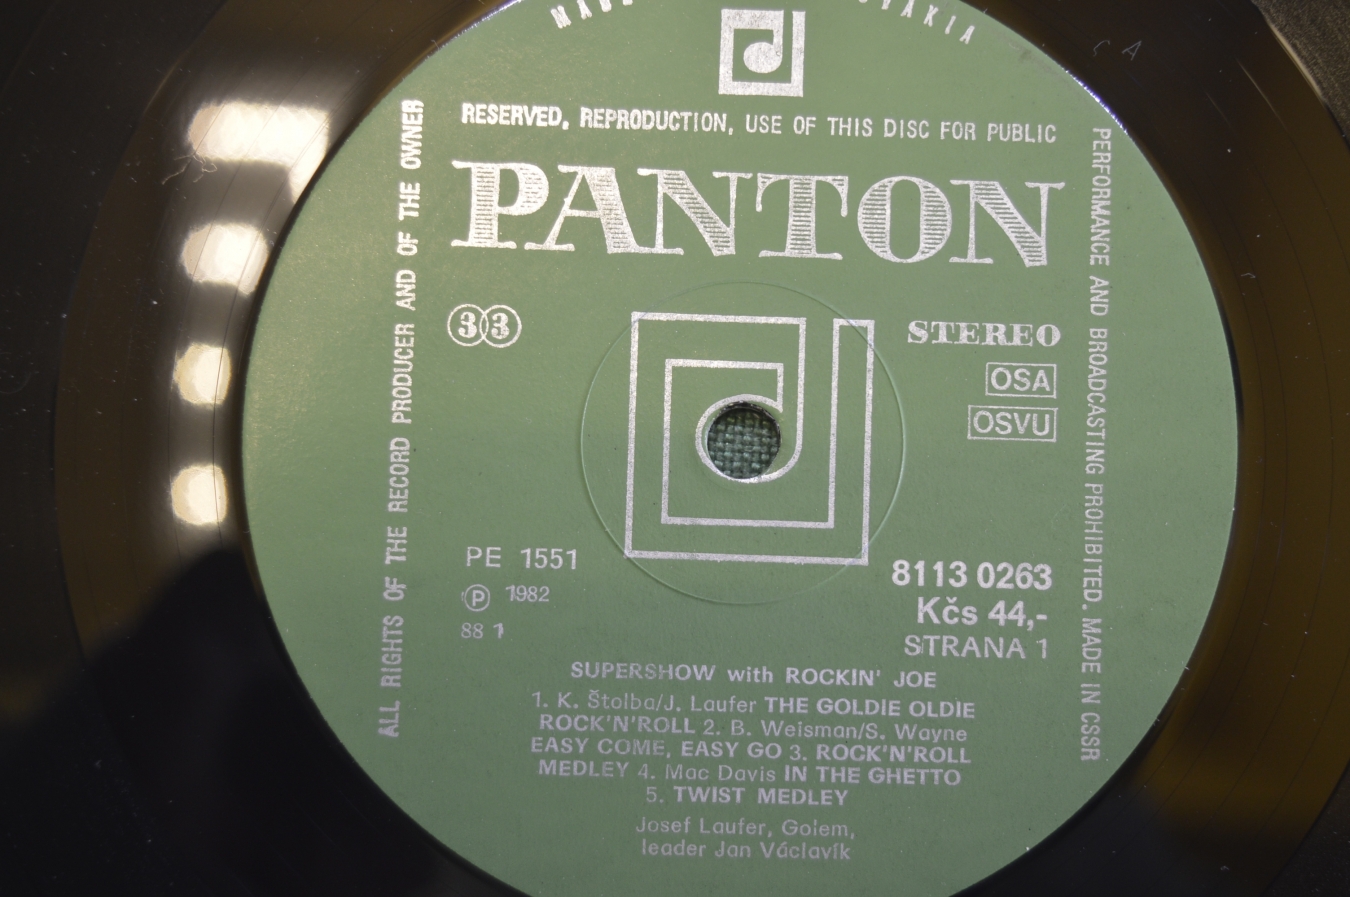 RESERVED. REPRODUCTION, USE OF THIS DISC FOR PUBLIC
ALL RIGHTS OF THE RECORD PRODUCER AND OF THE OWNER
PERFORMANCE AND BROADCASTING PROHIBITED. MADE IN CSSR
PANTON
33
STEREO
OSA
OSVU
PE 1551
8113 0263
Ⓟ 1982
Kčs 44,-
88 1
STRANA 1
SUPERSHOW with ROCKIN' JOE
1. K. Štolba/J. Laufer THE GOLDIE OLDIE
ROCK'N'ROLL 2. B. Weisman/S. Wayne
EASY COME, EASY GO 3. ROCK'N'ROLL
MEDLEY 4. Mac Davis IN THE GHETTO
5. TWIST MEDLEY
Josef Laufer, Golem,
leader Jan Václavík